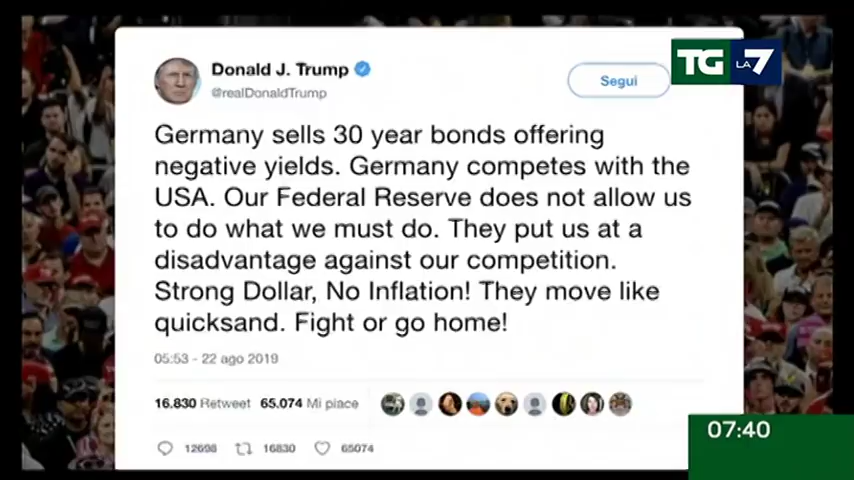 Donald J. Trump
@realDonaldTrump
Segui
TG LA 7
Germany sells 30 year bonds offering
negative yields. Germany competes with the
USA. Our Federal Reserve does not allow us
to do what we must do. They put us at a
disadvantage against our competition.
Strong Dollar, No Inflation! They move like
quicksand. Fight or go home!
05:53 - 22 ago 2019
16.830 Retweet 65.074 Mi piace
12698 16830 65074
07:40